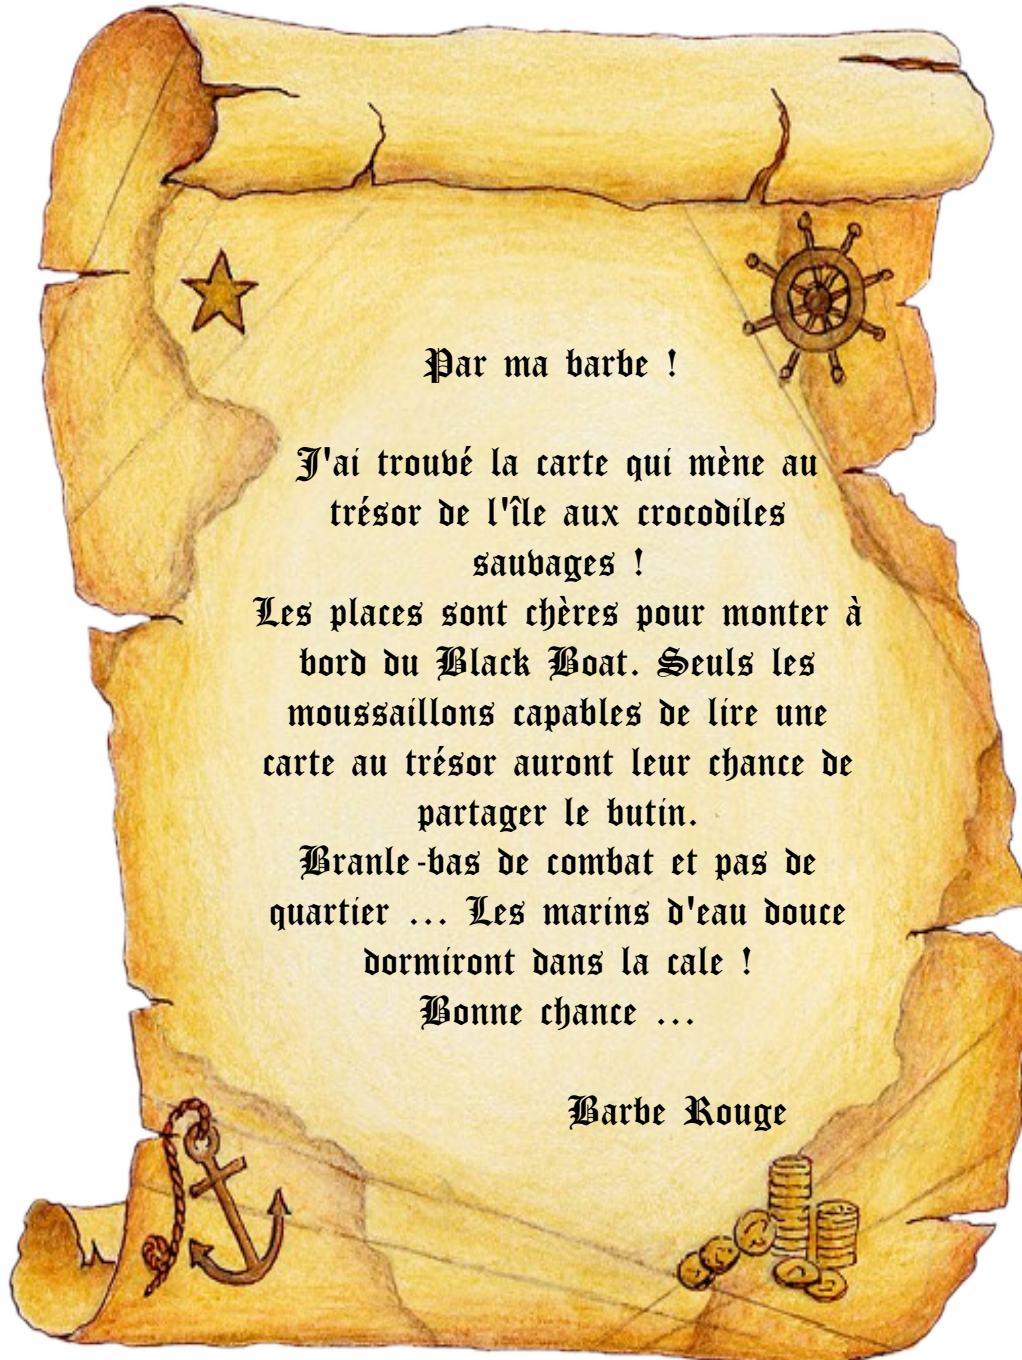 Par ma barbe !
J'ai trouvé la carte qui mène au
trésor de l'île aux crocodiles
sauvages !
Les places sont chères pour monter à
bord du Black Boat. Seuls les
moussaillons capables de lire une
carte au trésor auront leur chance de
partager le butin.
Branle-bas de combat et pas de
quartier ... Les marins d'eau douce
dormiront dans la cale !
Bonne chance ...
Barbe Rouge